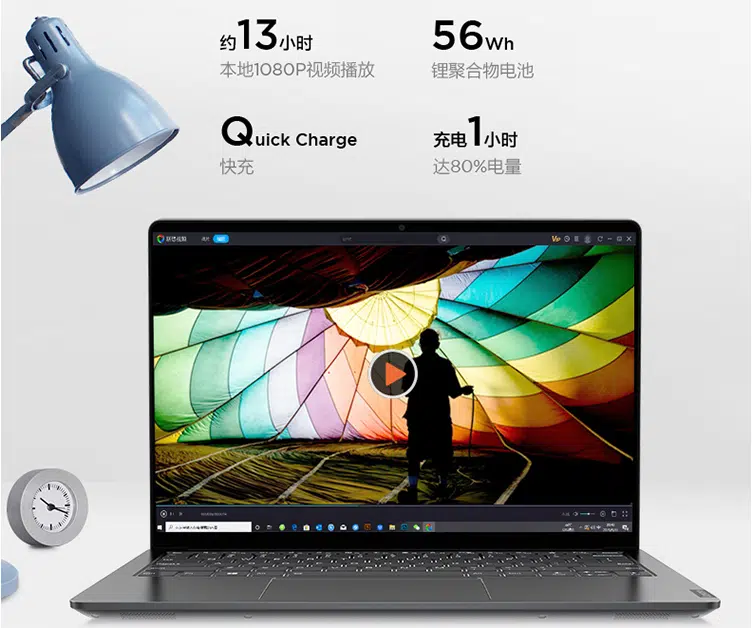 约13小时
本地1080P视频播放
56Wh
锂聚合物电池
Quick Charge
快充
充电1小时
达80%电量
VIP